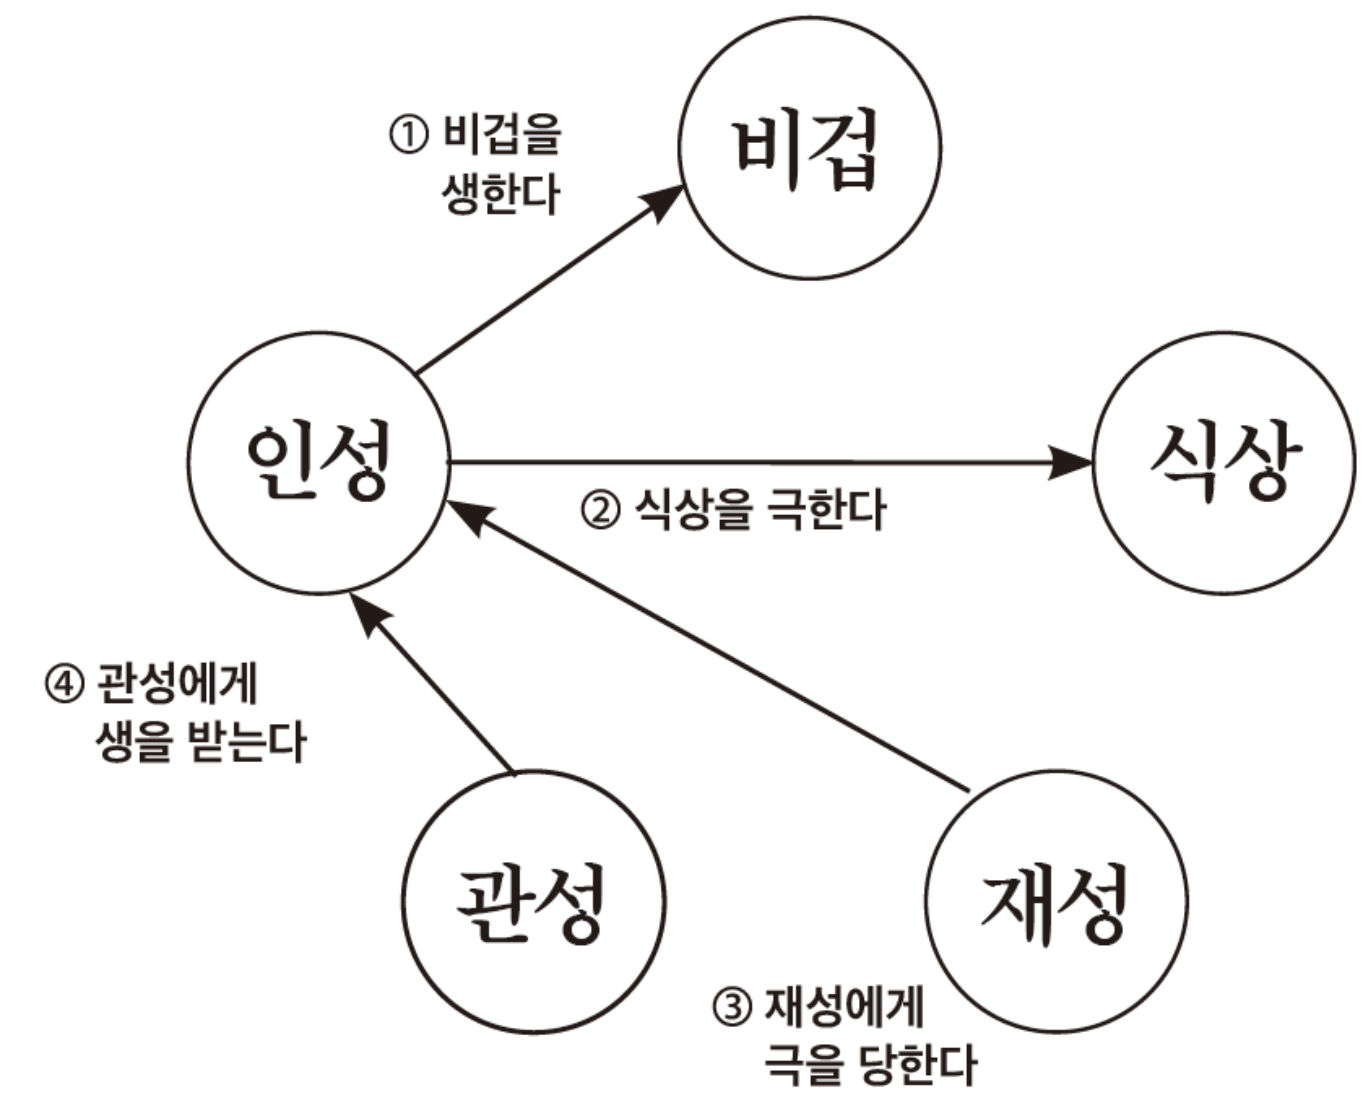 비겁
① 비겁을
생한다
인성
식상
② 식상을 극한다
④ 관성에게
생을 받는다
관성
재성
③ 재성에게
극을 당한다